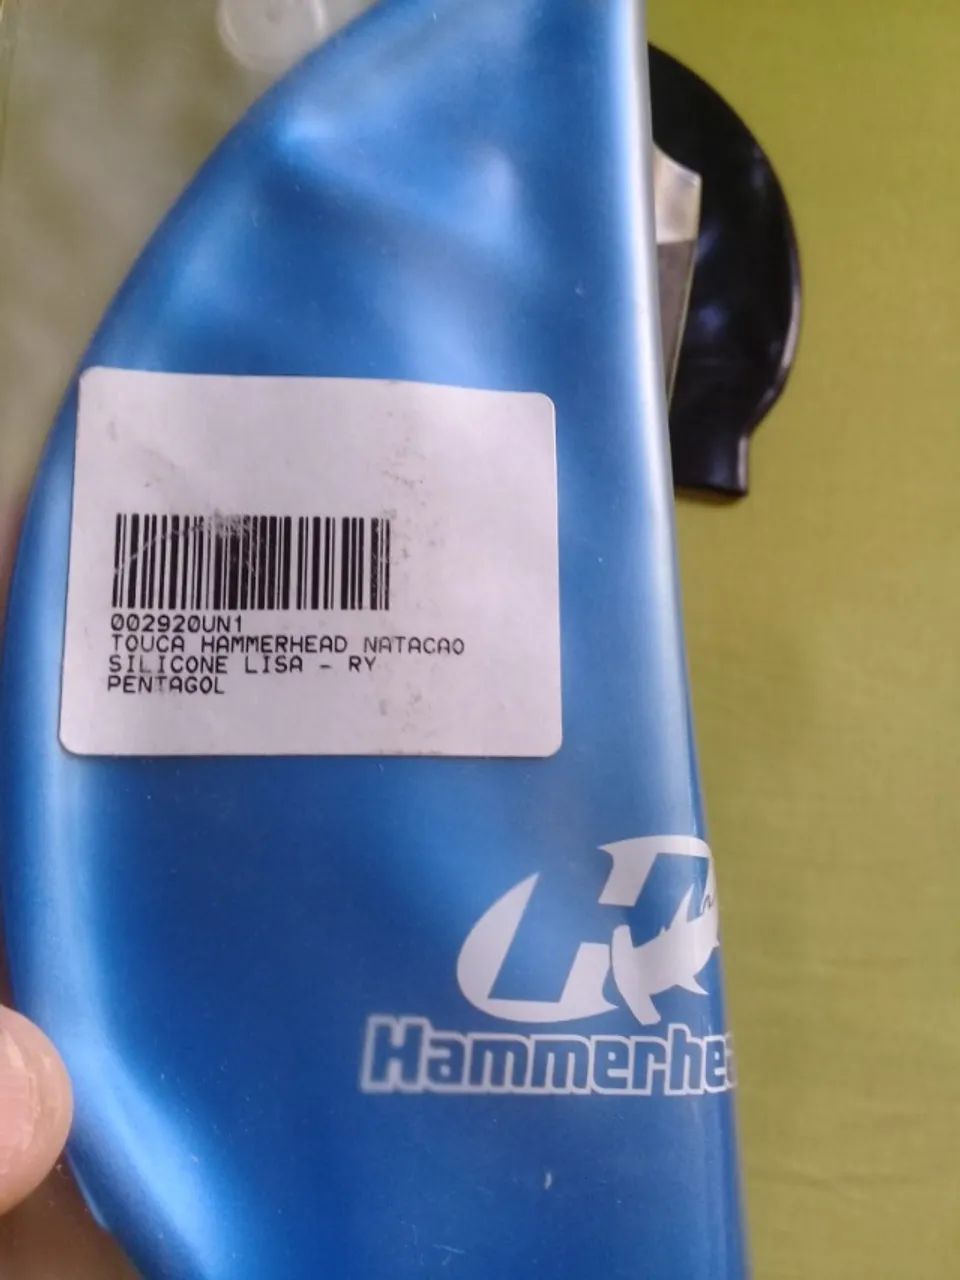 002920UN1
TOUCA HAMMERHEAD NATACAO
SILICONE LISA - RY
PENTAGOL
Hammerhea